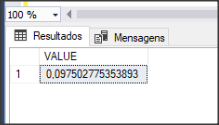 100 %
Resultados Mensagens
VALUE
1 0,097502775353893